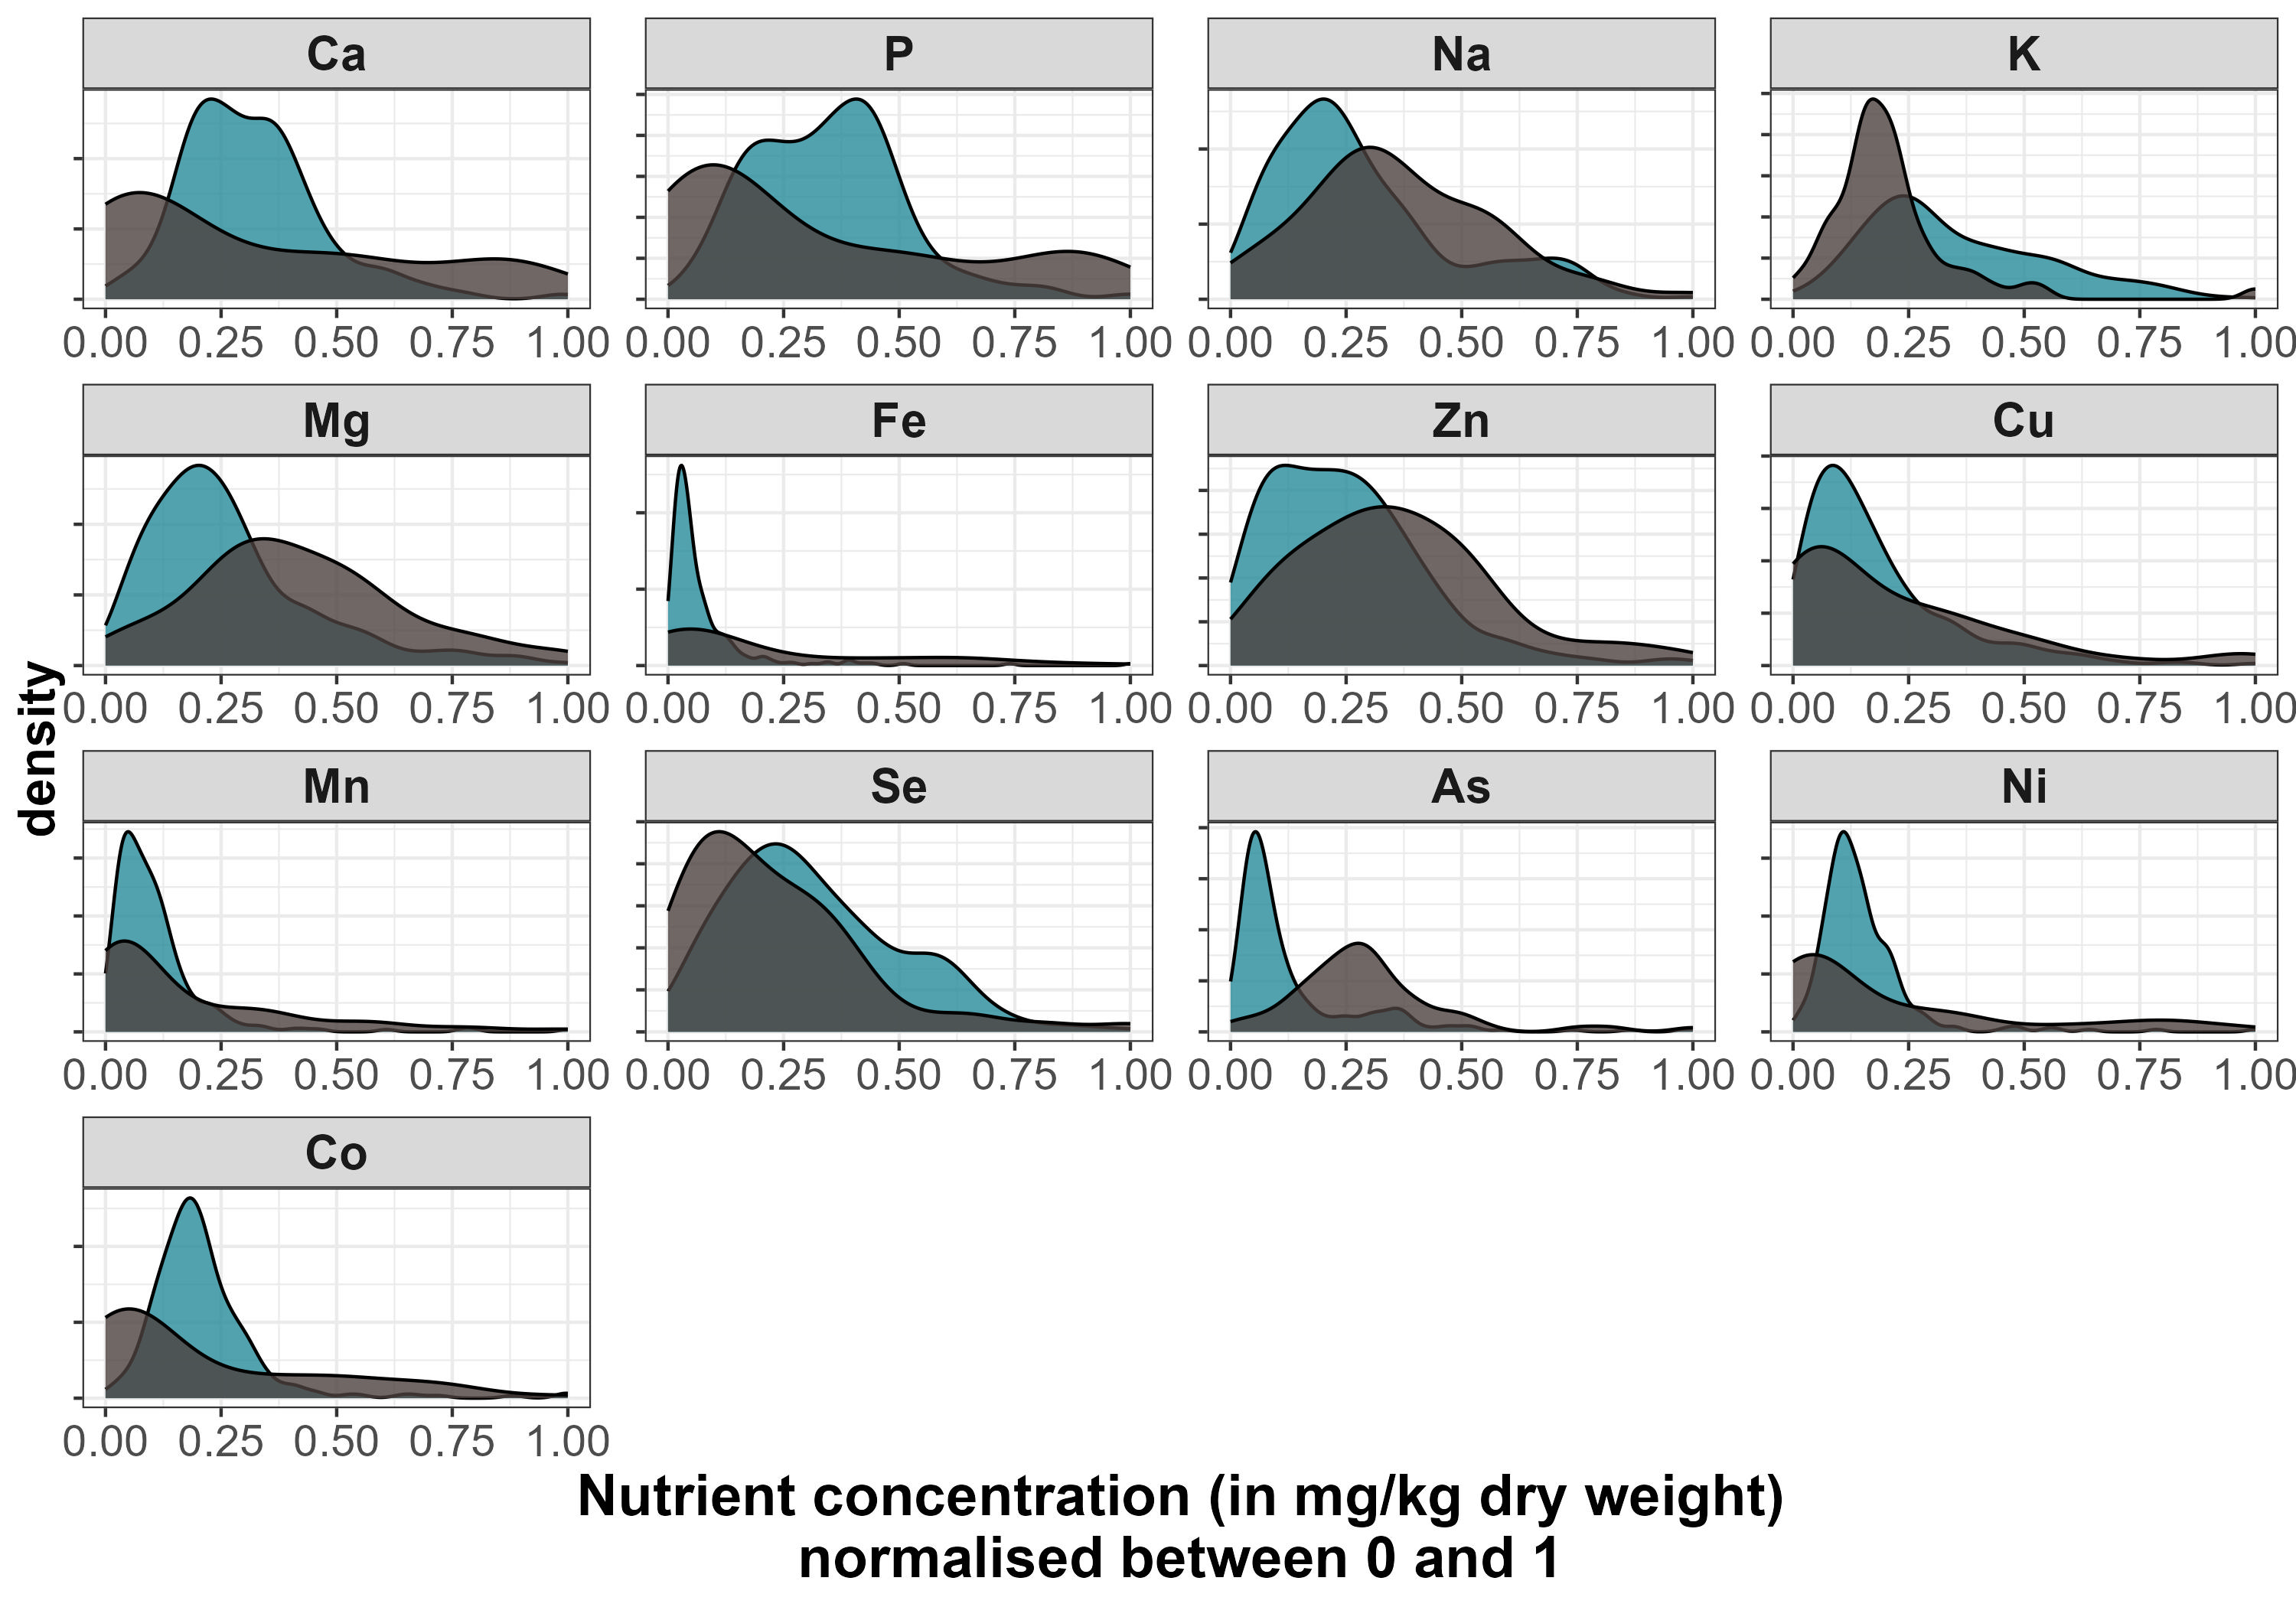 Ca P Na K
0.00 0.25 0.50 0.75 1.00 0.00 0.25 0.50 0.75 1.00 0.00 0.25 0.50 0.75 1.00 0.00 0.25 0.50 0.75 1.00
Mg Fe Zn Cu
0.00 0.25 0.50 0.75 1.00 0.00 0.25 0.50 0.75 1.00 0.00 0.25 0.50 0.75 1.00 0.00 0.25 0.50 0.75 1.00
density
Mn Se As Ni
0.00 0.25 0.50 0.75 1.00 0.00 0.25 0.50 0.75 1.00 0.00 0.25 0.50 0.75 1.00 0.00 0.25 0.50 0.75 1.00
Co
0.00 0.25 0.50 0.75 1.00
Nutrient concentration (in mg/kg dry weight)
normalised between 0 and 1